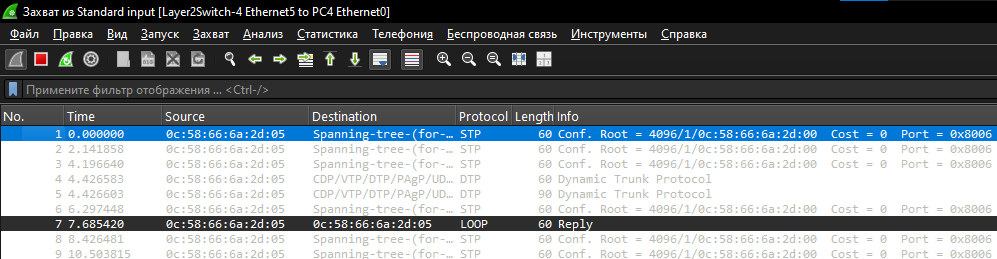 Захват из Standard input [Layer2Switch-4 Ethernet5 to PC4 Ethernet0]
Файл Правка Вид Запуск Захват Анализ Статистика Телефония Беспроводная связь Инструменты Справка
Примените фильтр отображения ... <Ctrl-/>
No. Time Source Destination Protocol Length Info
1 0.000000 0c:58:66:6a:2d:05 Spanning-tree-(for-… STP 60 Conf. Root = 4096/1/0c:58:66:6a:2d:00 Cost = 0 Port = 0x8006
2 2.141858 0c:58:66:6a:2d:05 Spanning-tree-(for-… STP 60 Conf. Root = 4096/1/0c:58:66:6a:2d:00 Cost = 0 Port = 0x8006
3 4.196640 0c:58:66:6a:2d:05 Spanning-tree-(for-… STP 60 Conf. Root = 4096/1/0c:58:66:6a:2d:00 Cost = 0 Port = 0x8006
4 4.426583 0c:58:66:6a:2d:05 CDP/VTP/DTP/PAgP/UD… DTP 60 Dynamic Trunk Protocol
5 4.426603 0c:58:66:6a:2d:05 CDP/VTP/DTP/PAgP/UD… DTP 90 Dynamic Trunk Protocol
6 6.297448 0c:58:66:6a:2d:05 Spanning-tree-(for-… STP 60 Conf. Root = 4096/1/0c:58:66:6a:2d:00 Cost = 0 Port = 0x8006
7 7.685420 0c:58:66:6a:2d:05 0c:58:66:6a:2d:05 LOOP 60 Reply
8 8.426481 0c:58:66:6a:2d:05 Spanning-tree-(for-… STP 60 Conf. Root = 4096/1/0c:58:66:6a:2d:00 Cost = 0 Port = 0x8006
9 10.503815 0c:58:66:6a:2d:05 Spanning-tree-(for-… STP 60 Conf. Root = 4096/1/0c:58:66:6a:2d:00 Cost = 0 Port = 0x8006